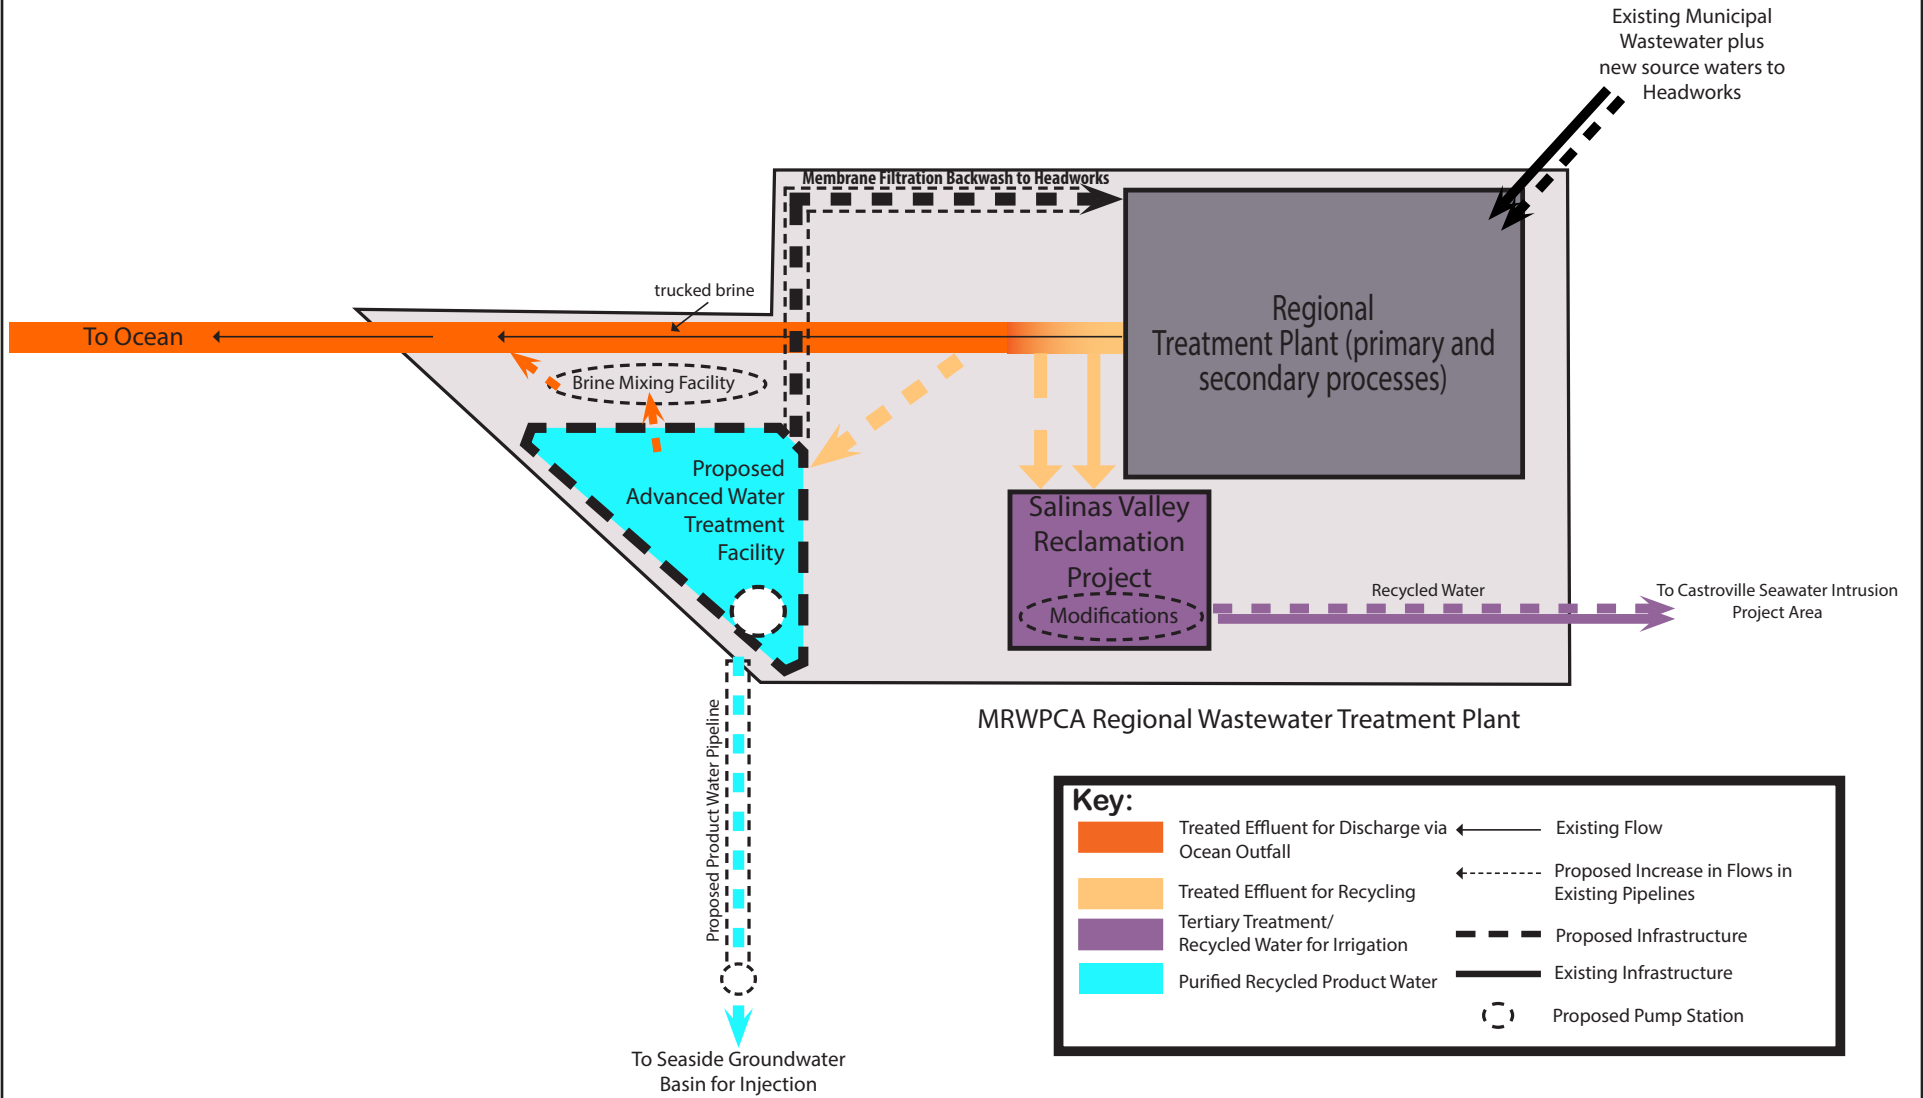 Existing Municipal
Wastewater plus
new source waters to
Headworks
Membrane Filtration Backwash to Headworks
trucked brine
To Ocean
Regional
Treatment Plant (primary and
secondary processes)
Brine Mixing Facility
Proposed
Advanced Water
Treatment
Facility
Salinas Valley
Reclamation
Project
Modifications
Recycled Water
To Castroville Seawater Intrusion
Project Area
MRWPCA Regional Wastewater Treatment Plant
Proposed Product Water Pipeline
To Seaside Groundwater
Basin for Injection
Key:
Treated Effluent for Discharge via
Ocean Outfall
Treated Effluent for Recycling
Tertiary Treatment/
Recycled Water for Irrigation
Purified Recycled Product Water
Existing Flow
Proposed Increase in Flows in
Existing Pipelines
Proposed Infrastructure
Existing Infrastructure
Proposed Pump Station